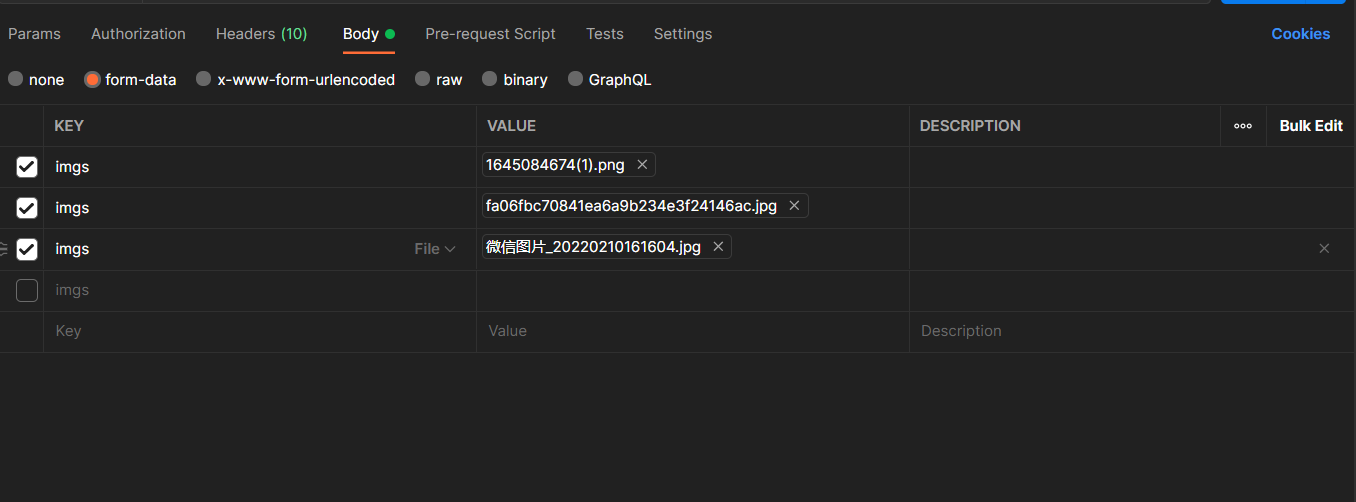 Params Authorization Headers (10) Body Pre-request Script Tests Settings Cookies
none form-data x-www-form-urlencoded raw binary GraphQL
KEY VALUE DESCRIPTION Bulk Edit
imgs 1645084674(1).png
imgs fa06fbc70841ea6a9b234e3f24146ac.jpg
imgs File 微信图片_20220210161604.jpg
imgs
Key Value Description